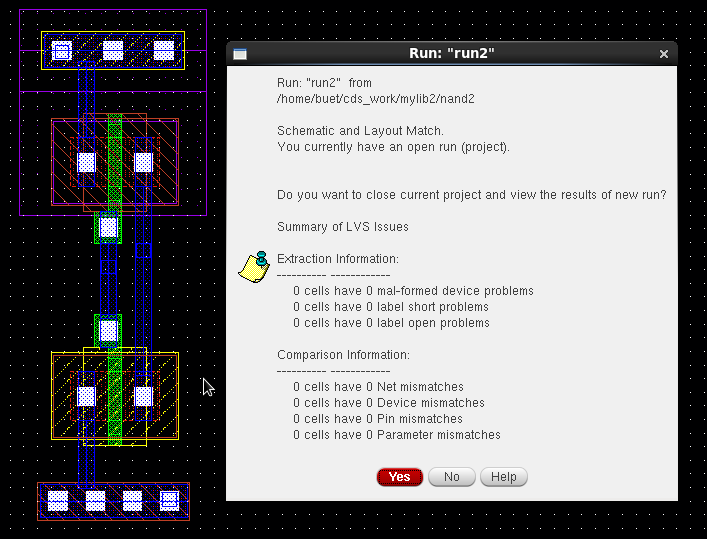 Run: "run2"
Run: "run2" from
/home/buet/cds_work/mylib2/nand2
Schematic and Layout Match.
You currently have an open run (project).
Do you want to close current project and view the results of new run?
Summary of LVS Issues
Extraction Information:
---------- ------------
0 cells have 0 mal-formed device problems
0 cells have 0 label short problems
0 cells have 0 label open problems
Comparison Information:
---------- ------------
0 cells have 0 Net mismatches
0 cells have 0 Device mismatches
0 cells have 0 Pin mismatches
0 cells have 0 Parameter mismatches
Yes No Help